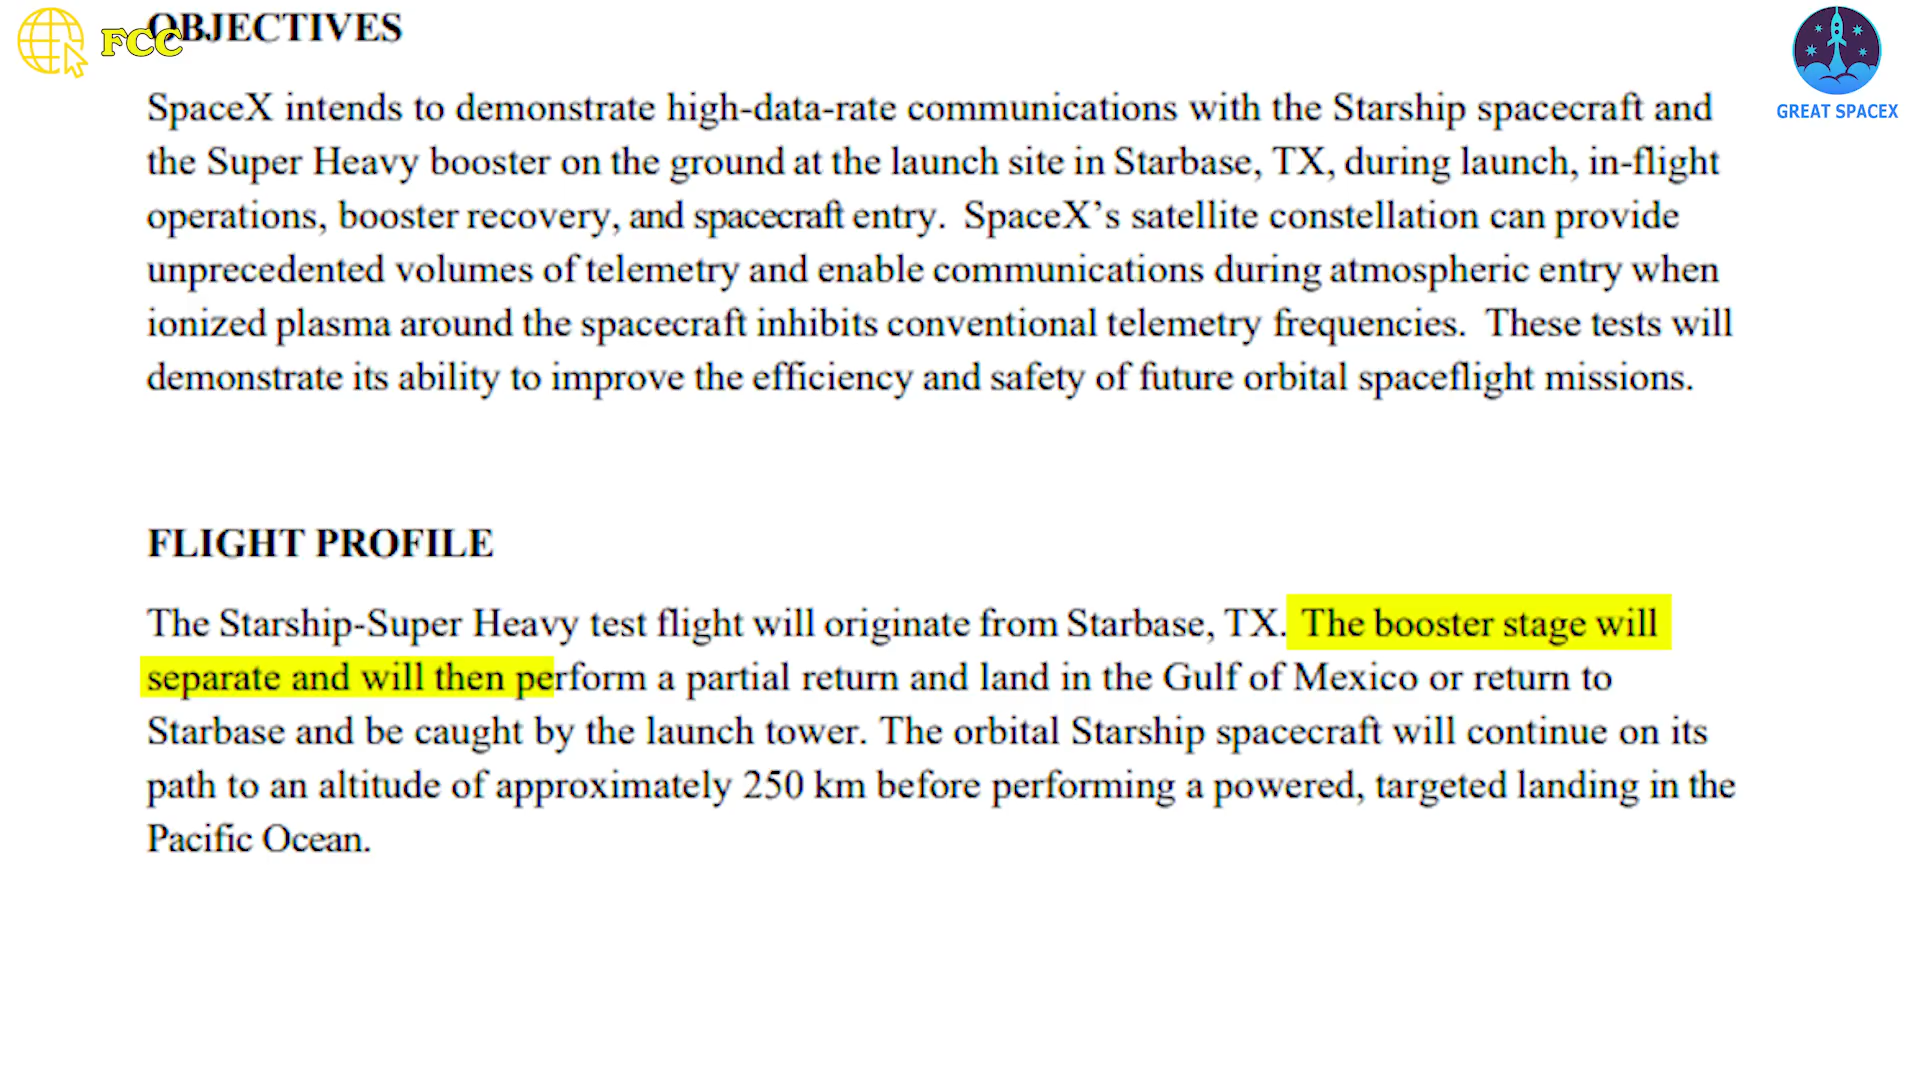 OBJECTIVES
FCC
GREAT SPACEX
SpaceX intends to demonstrate high-data-rate communications with the Starship spacecraft and
the Super Heavy booster on the ground at the launch site in Starbase, TX, during launch, in-flight
operations, booster recovery, and spacecraft entry.  SpaceX’s satellite constellation can provide
unprecedented volumes of telemetry and enable communications during atmospheric entry when
ionized plasma around the spacecraft inhibits conventional telemetry frequencies.  These tests will
demonstrate its ability to improve the efficiency and safety of future orbital spaceflight missions.
FLIGHT PROFILE
The Starship-Super Heavy test flight will originate from Starbase, TX. The booster stage will
separate and will then perform a partial return and land in the Gulf of Mexico or return to
Starbase and be caught by the launch tower. The orbital Starship spacecraft will continue on its
path to an altitude of approximately 250 km before performing a powered, targeted landing in the
Pacific Ocean.